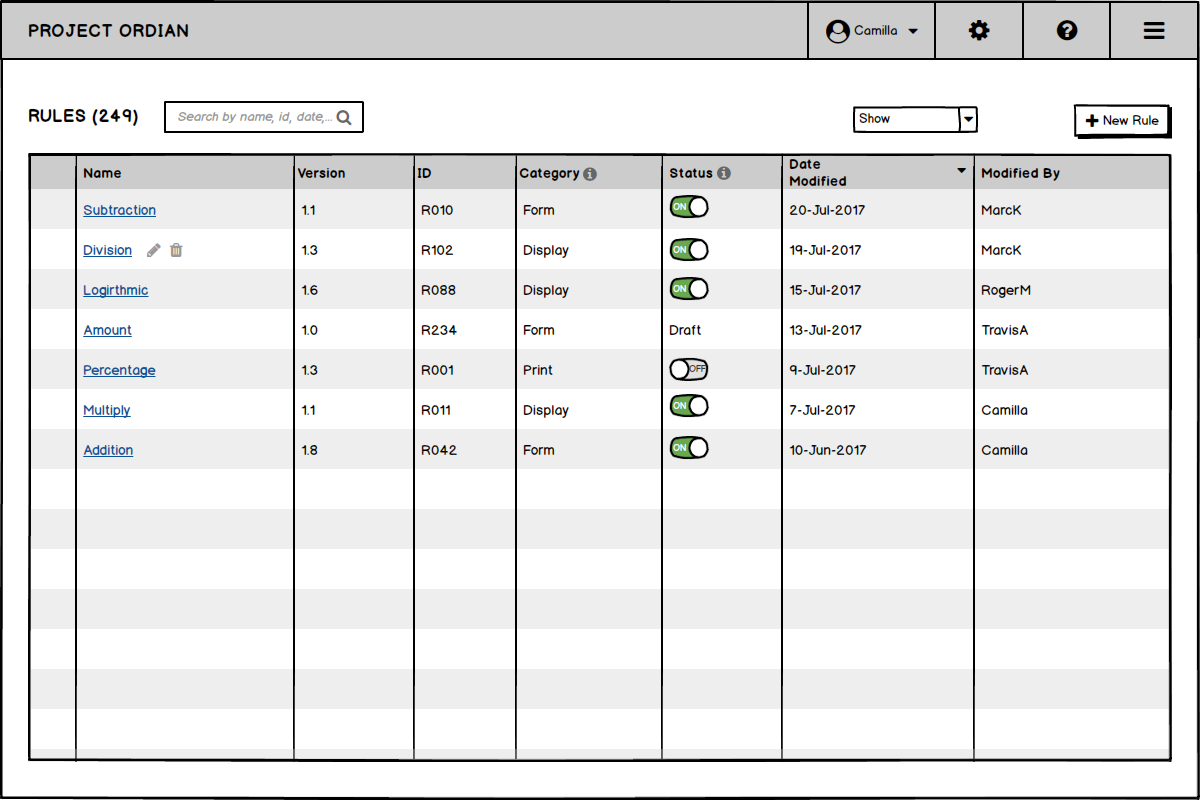 PROJECT ORDIAN
Camilla
RULES (249)
Search by name, id, date,...
Show
New Rule
Name Version ID Category Status Date Modified Modified By
Subtraction 1.1 R010 Form ON 20-Jul-2017 MarcK
Division 1.3 R102 Display ON 19-Jul-2017 MarcK
Logirthmic 1.6 R088 Display ON 15-Jul-2017 RogerM
Amount 1.0 R234 Form Draft 13-Jul-2017 TravisA
Percentage 1.3 R001 Print OFF 9-Jul-2017 TravisA
Multiply 1.1 R011 Display ON 7-Jul-2017 Camilla
Addition 1.8 R042 Form ON 10-Jun-2017 Camilla